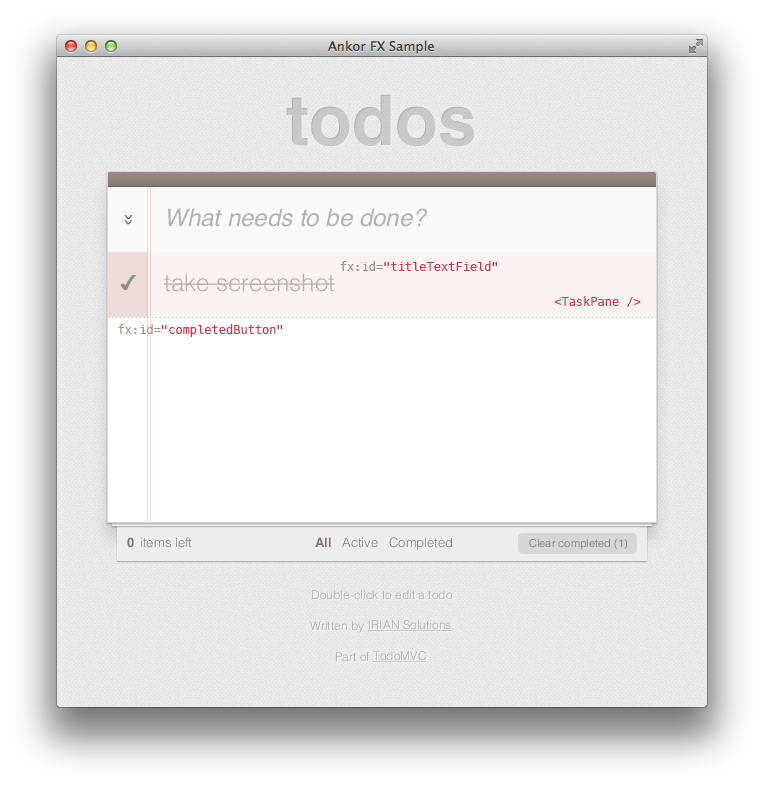 Ankor FX Sample
todos
What needs to be done?
fx:id="titleTextField"
take screenshot
<TaskPane />
fx:id="completedButton"
0 items left All Active Completed Clear completed (1)
Double-click to edit a todo
Written by IRIAN Solutions
Part of TodoMVC